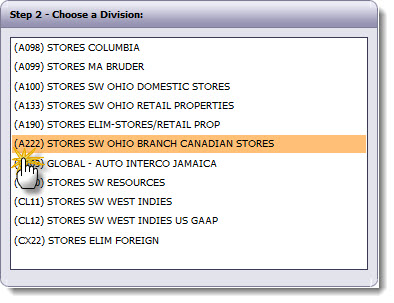 Step 2 - Choose a Division:
(A098) STORES COLUMBIA
(A099) STORES MA BRUDER
(A100) STORES SW OHIO DOMESTIC STORES
(A133) STORES SW OHIO RETAIL PROPERTIES
(A190) STORES ELIM-STORES/RETAIL PROP
(A222) STORES SW OHIO BRANCH CANADIAN STORES
GLOBAL - AUTO INTERCO JAMAICA
STORES SW RESOURCES
(CL11) STORES SW WEST INDIES
(CL12) STORES SW WEST INDIES US GAAP
(CX22) STORES ELIM FOREIGN